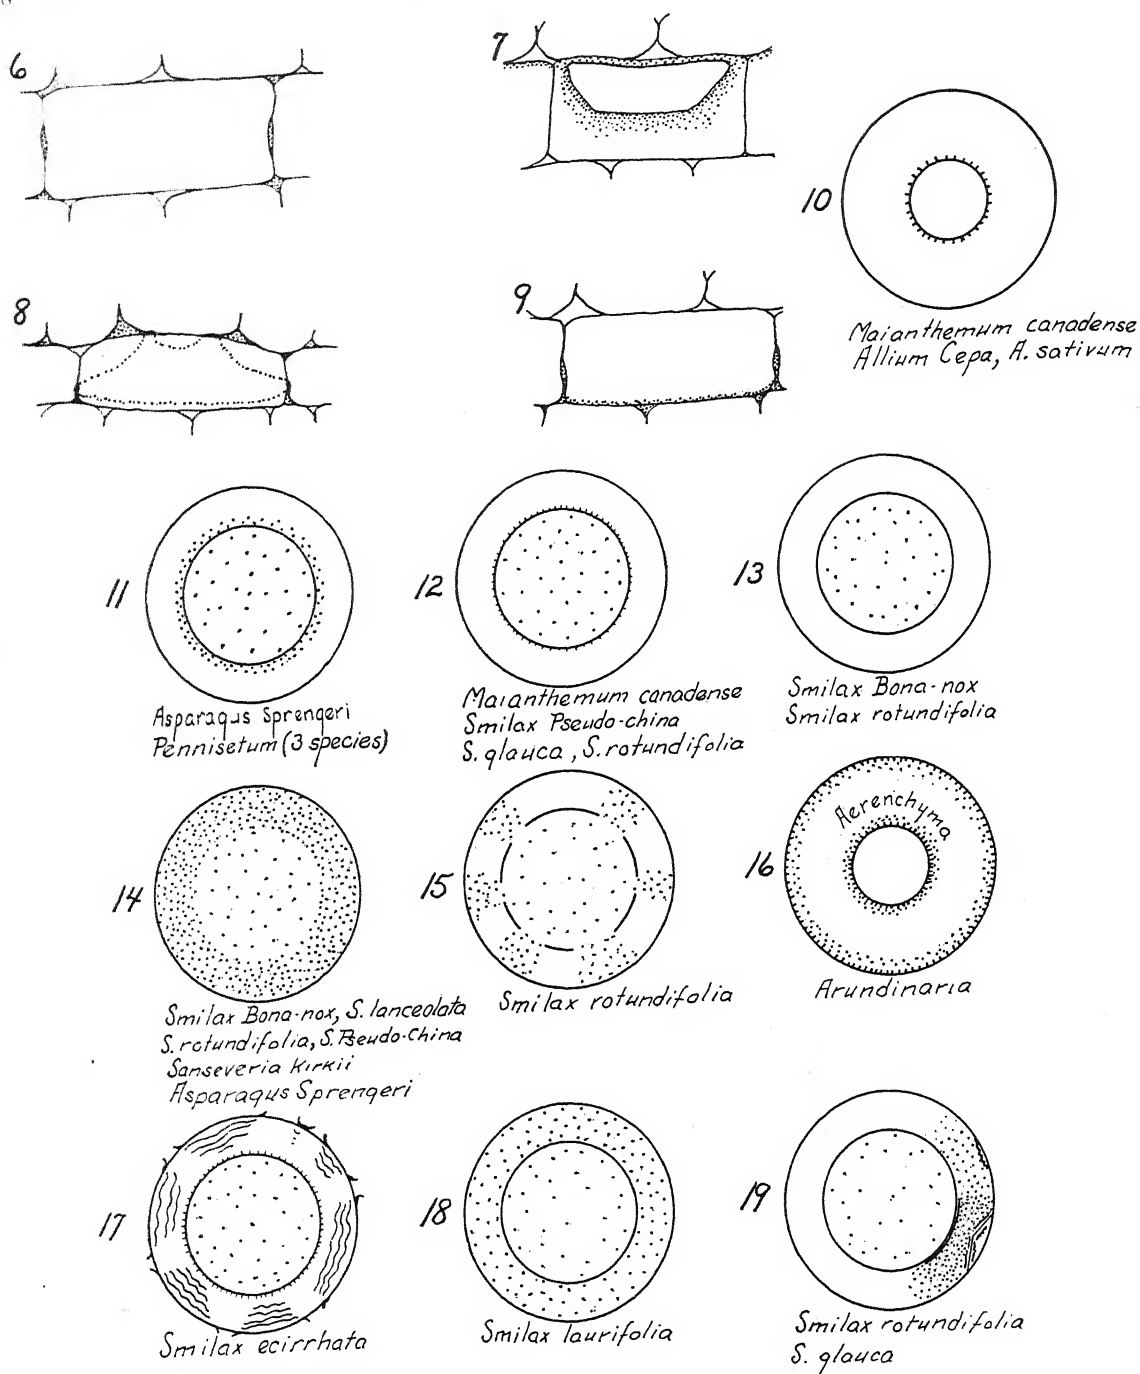 6
7
10
Maianthemum canadense
Allium Cepa, A. sativum
8
9
11
Asparagus Sprengeri
Pennisetum (3 species)
12
Maianthemum canadense
Smilax Pseudo-china
S. glauca, S. rotundifolia
13
Smilax Bona-nox
Smilax rotundifolia
14
Smilax Bona-nox, S. lanceolata
S. rotundifolia, S. Pseudo-China
Sanseveria Kirkii
Asparagus Sprengeri
15
Smilax rotundifolia
16
Aerenchyma
Arundinaria
17
Smilax ecirrhata
18
Smilax laurifolia
19
Smilax rotundifolia
S. glauca